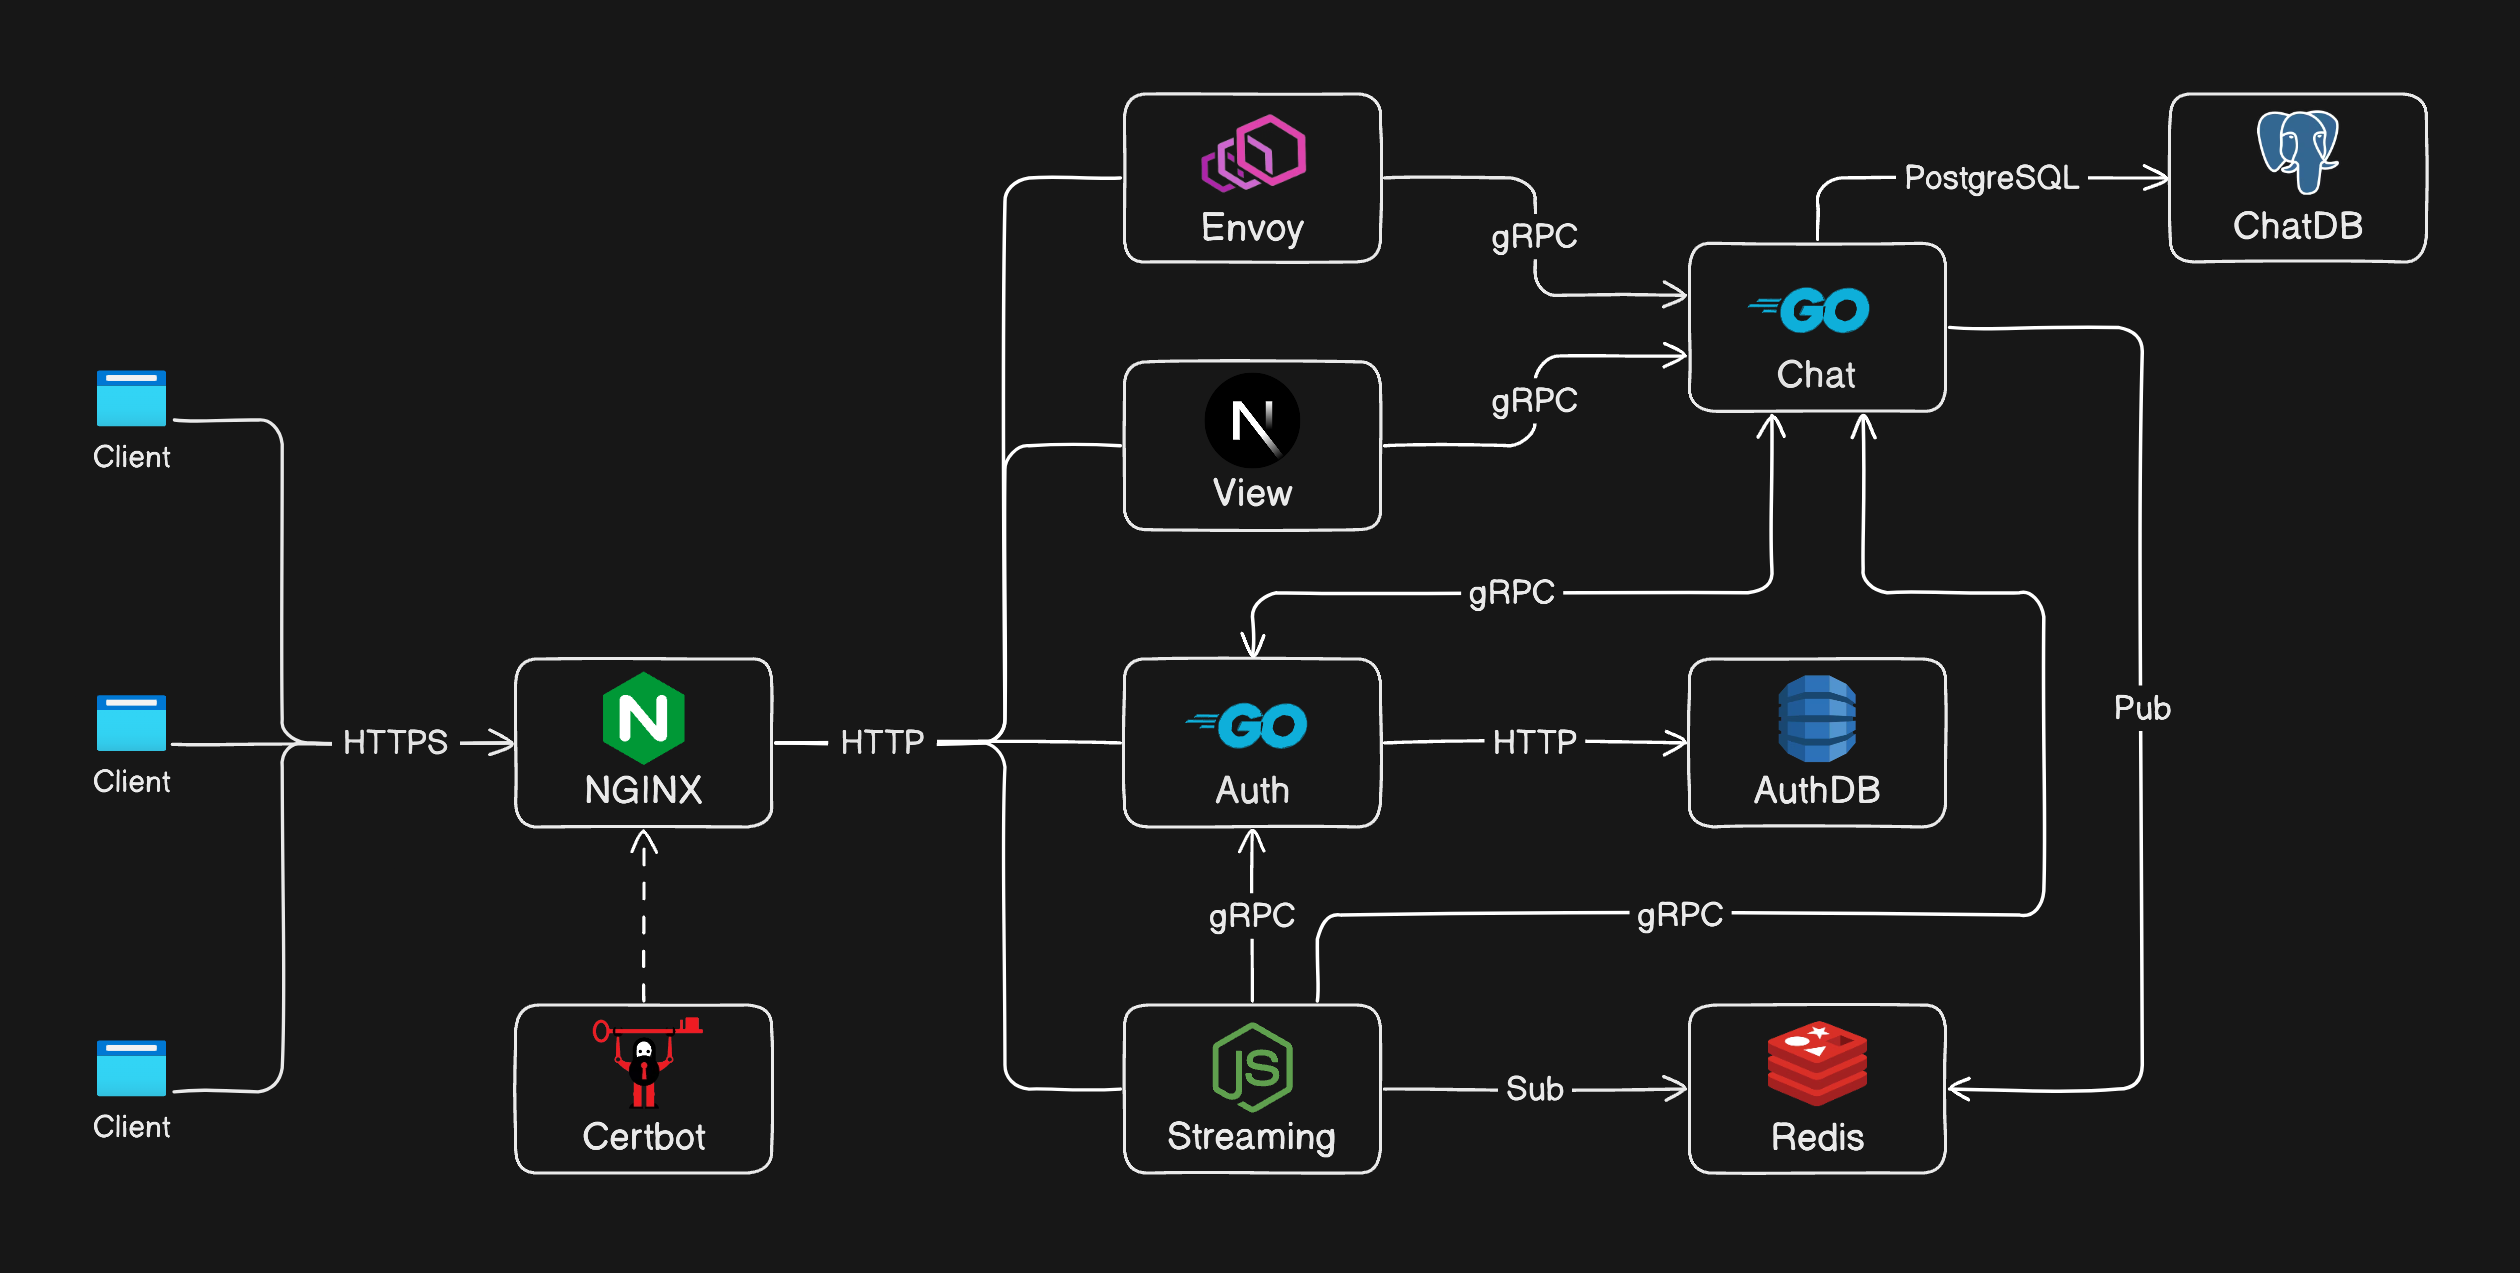 Envoy
gRPC
PostgreSQL
ChatDB
GO
Chat
Client
gRPC
N
View
gRPC
Client
HTTPS
N
NGINX
HTTP
GO
Auth
HTTP
AuthDB
Pub
gRPC
gRPC
Client
Certbot
JS
Streaming
Sub
Redis